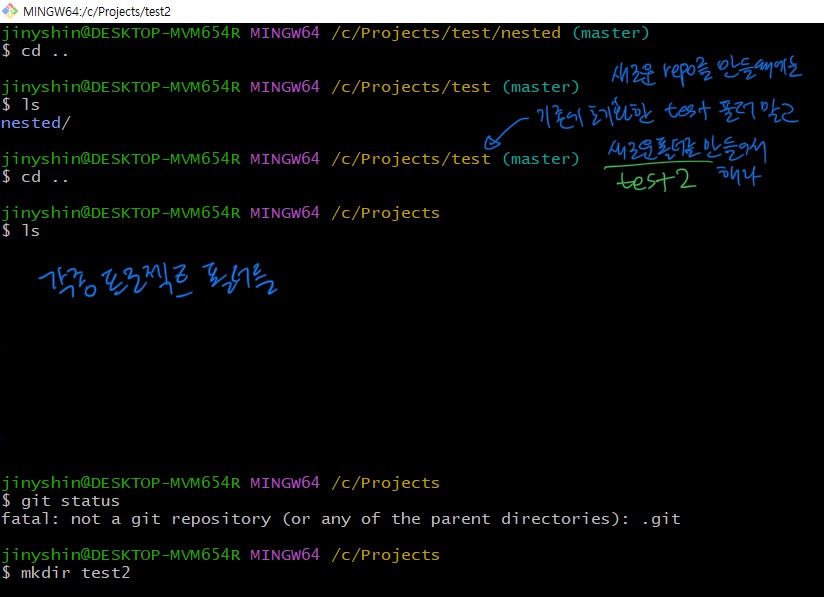 MINGW64:/c/Projects/test2
jinyshin@DESKTOP-MVM654R MINGW64 /c/Projects/test/nested (master)
$ cd ..
새로운 repo를 만들때에는
jinyshin@DESKTOP-MVM654R MINGW64 /c/Projects/test (master)
$ ls
기존에 초기화한 test 폴더 말고
nested/
새로운폴더를 만들어서
jinyshin@DESKTOP-MVM654R MINGW64 /c/Projects/test (master)
$ cd ..
test2 해라
jinyshin@DESKTOP-MVM654R MINGW64 /c/Projects
$ ls
각종 프로젝트 폴더들
jinyshin@DESKTOP-MVM654R MINGW64 /c/Projects
$ git status
fatal: not a git repository (or any of the parent directories): .git
jinyshin@DESKTOP-MVM654R MINGW64 /c/Projects
$ mkdir test2